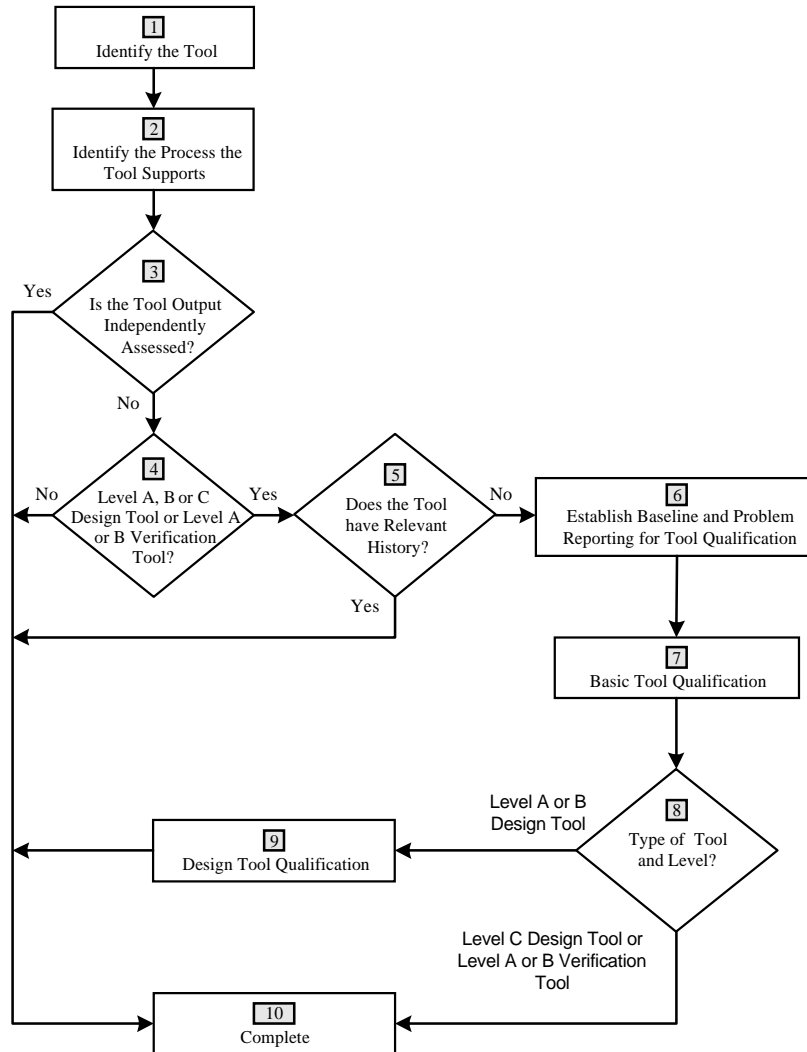 1
Identify the Tool
2
Identify the Process the
Tool Supports
3
Is the Tool Output
Independently
Assessed?
Yes
No
4
Level A, B or C
Design Tool or Level A
or B Verification
Tool?
No
Yes
5
Does the Tool
have Relevant
History?
No
Yes
6
Establish Baseline and Problem
Reporting for Tool Qualification
7
Basic Tool Qualification
8
Type of Tool
and Level?
Level A or B
Design Tool
9
Design Tool Qualification
Level C Design Tool or
Level A or B Verification
Tool
10
Complete